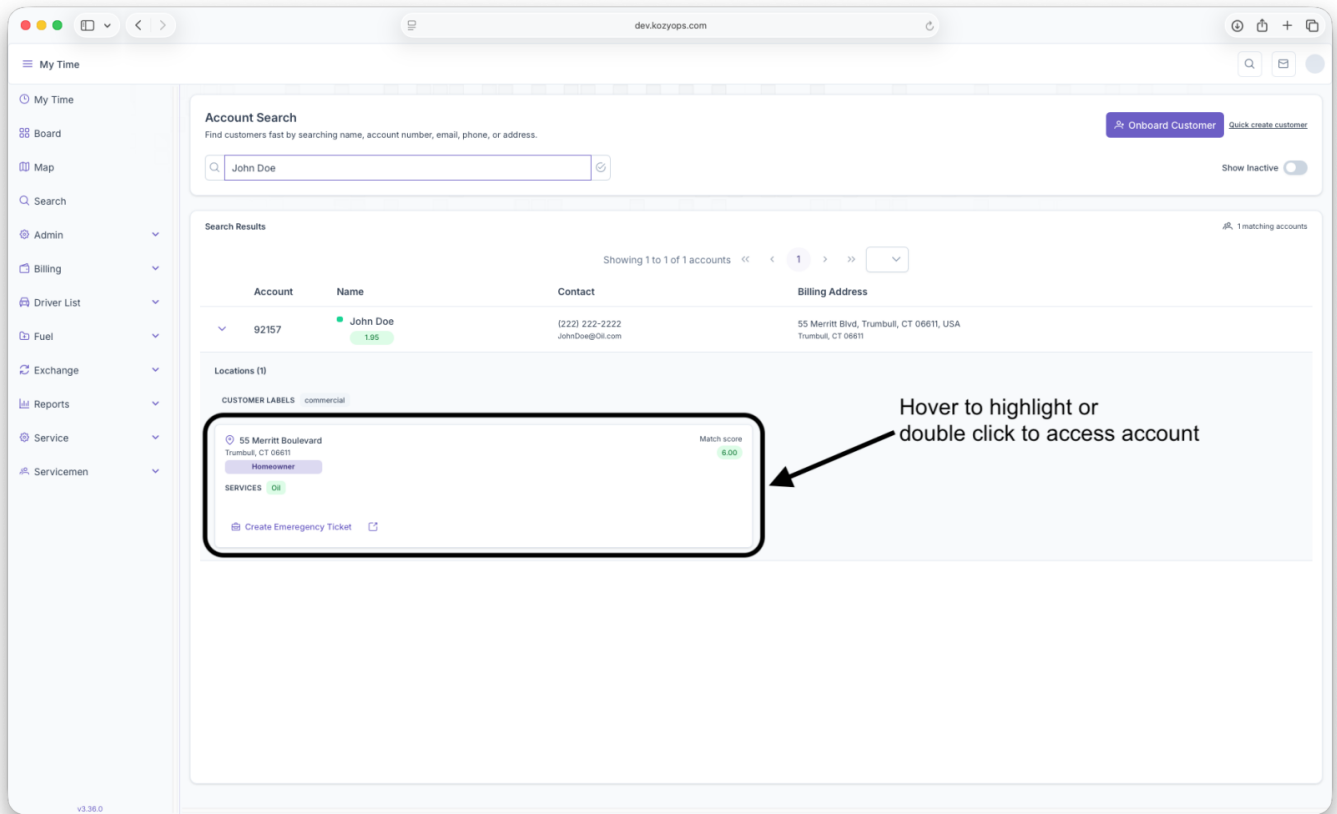 dev.kozyops.com
My Time
My Time
Board
Map
Search
Admin
Billing
Driver List
Fuel
Exchange
Reports
Service
Servicemen
v3.36.0
Account Search
Find customers fast by searching name, account number, email, phone, or address.
Onboard Customer
Quick create customer
John Doe
Show Inactive
Search Results
1 matching accounts
Showing 1 to 1 of 1 accounts
1
Account Name Contact Billing Address
92157
John Doe
1.95
(222) 222-2222
JohnDoe@Oil.com
55 Merritt Blvd, Trumbull, CT 06611, USA
Trumbull, CT 06611
Locations (1)
CUSTOMER LABELS commercial
55 Merritt Boulevard
Trumbull, CT 06611
Homeowner
SERVICES Oil
Match score
6.00
Create Emeregency Ticket
Hover to highlight or
double click to access account